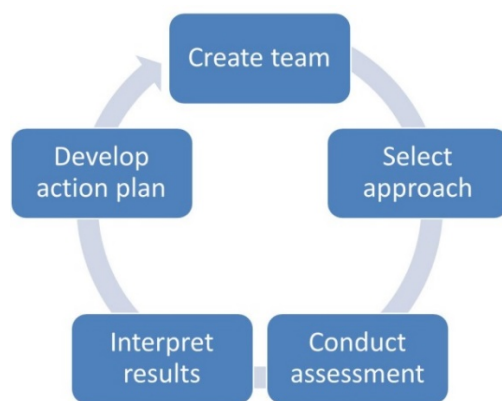 Create team
Select
approach
Conduct
assessment
Interpret
results
Develop
action plan